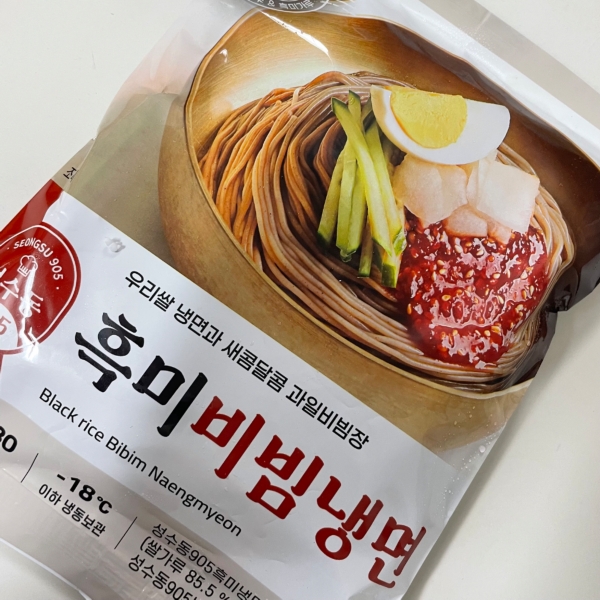 SEONGSU 905
우리쌀 냉면과 새콤달콤 과일비빔장
흑미비빔냉면
Black rice Bibim Naengmyeon
-18℃
이하 냉동보관
성수동905흑미냉면
(쌀가루 85.5 %
성수동905